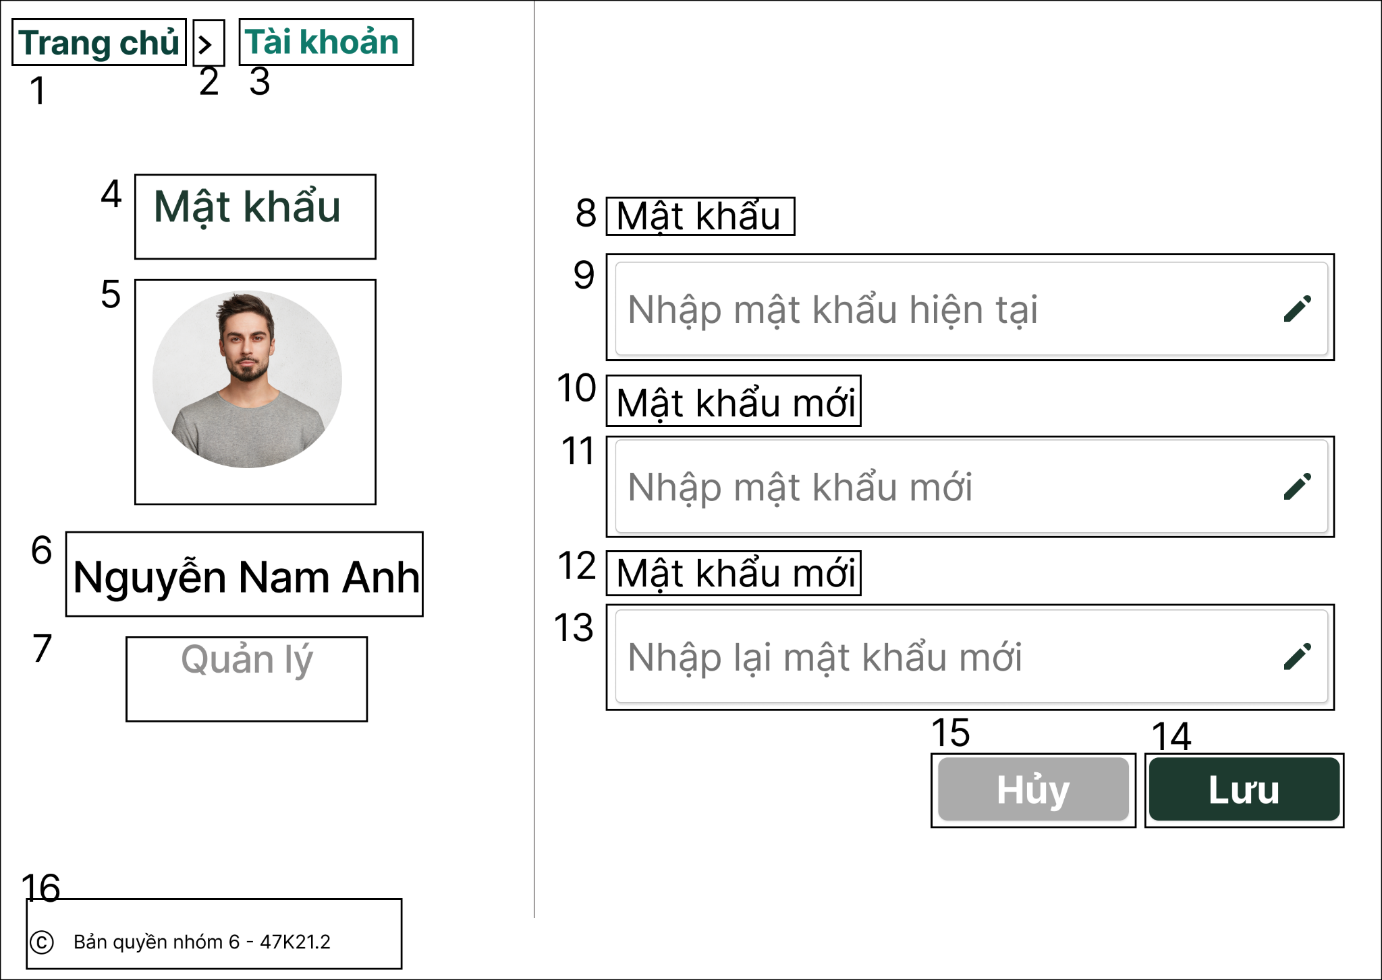 Trang chủ > Tài khoản
1 2 3
4 Mật khẩu
5
6 Nguyễn Nam Anh
7 Quản lý
8 Mật khẩu
9 Nhập mật khẩu hiện tại
10 Mật khẩu mới
11 Nhập mật khẩu mới
12 Mật khẩu mới
13 Nhập lại mật khẩu mới
15 14
Hủy Lưu
16
© Bản quyền nhóm 6 - 47K21.2